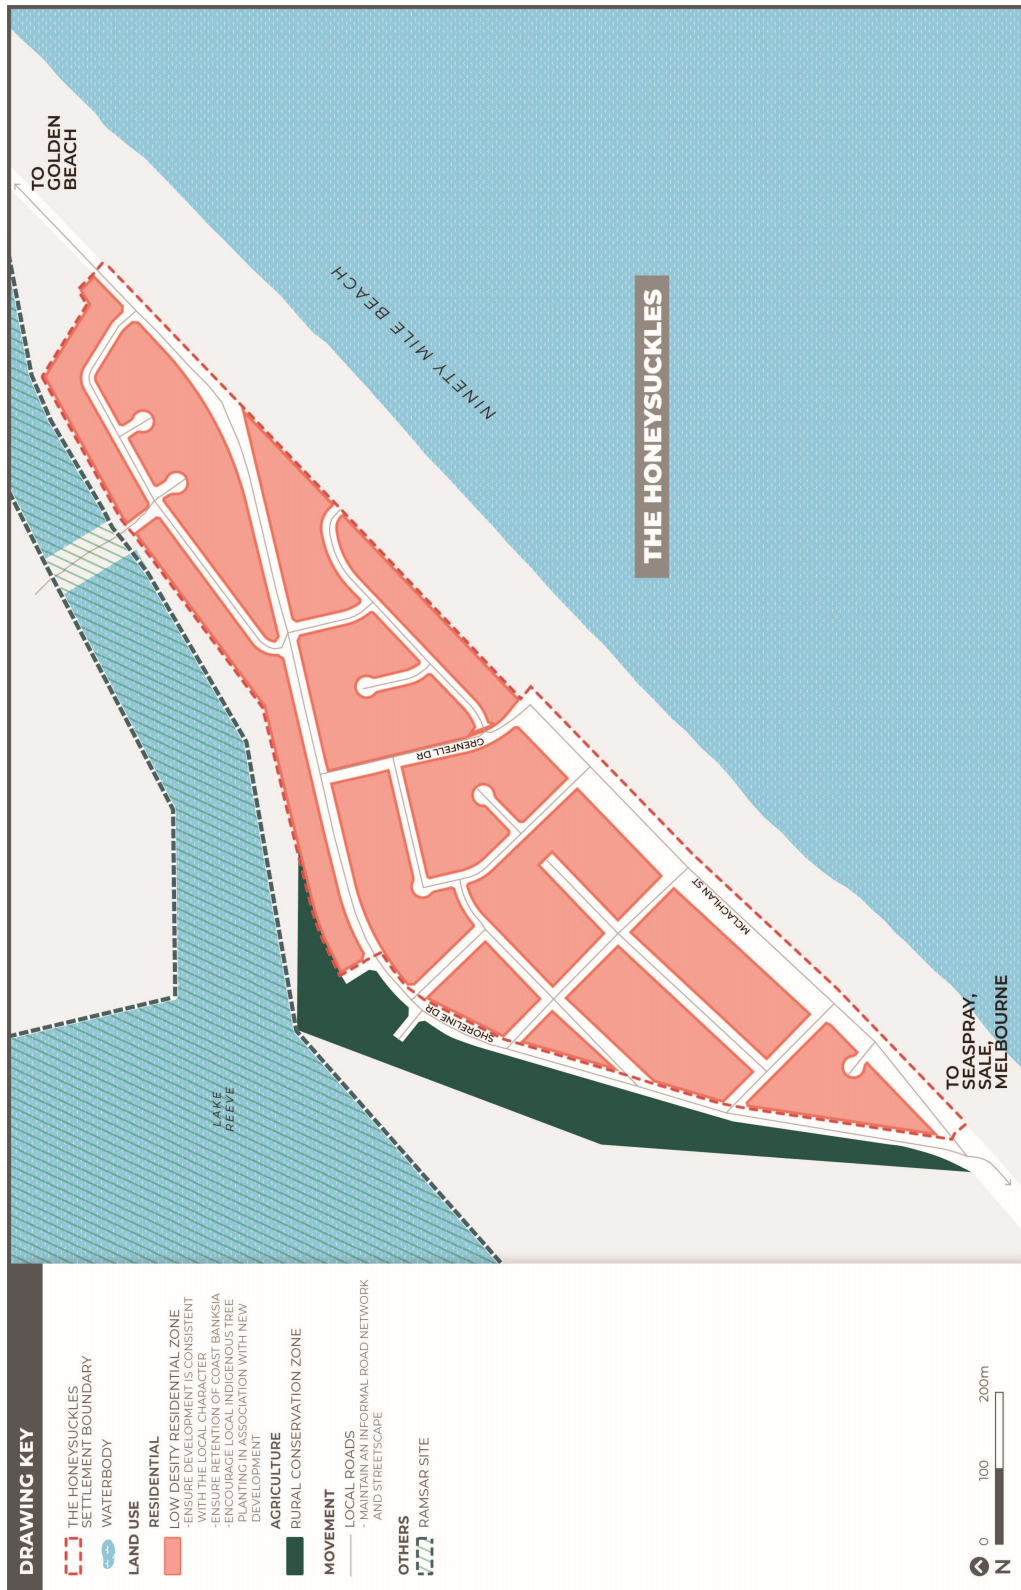 DRAWING KEY
THE HONEYSUCKLES
SETTLEMENT BOUNDARY
WATERBODY
LAND USE
RESIDENTIAL
LOW DESITY RESIDENTIAL ZONE
-ENSURE DEVELOPMENT IS CONSISTENT
WITH THE LOCAL CHARACTER
-ENSURE RETENTION OF COAST BANKSIA
-ENCOURAGE LOCAL INDIGENOUS TREE
PLANTING IN ASSOCIATION WITH NEW
DEVELOPMENT
AGRICULTURE
RURAL CONSERVATION ZONE
MOVEMENT
LOCAL ROADS
- MAINTAIN AN INFORMAL ROAD NETWORK
AND STREETSCAPE
OTHERS
RAMSAR SITE
N
0 100 200m
LAKE
REEVE
SHORELINE DR
GRENFELL DR
MCLACHLAN ST
NINETY MILE BEACH
THE HONEYSUCKLES
TO
GOLDEN
BEACH
TO
SEASPRAY,
SALE,
MELBOURNE